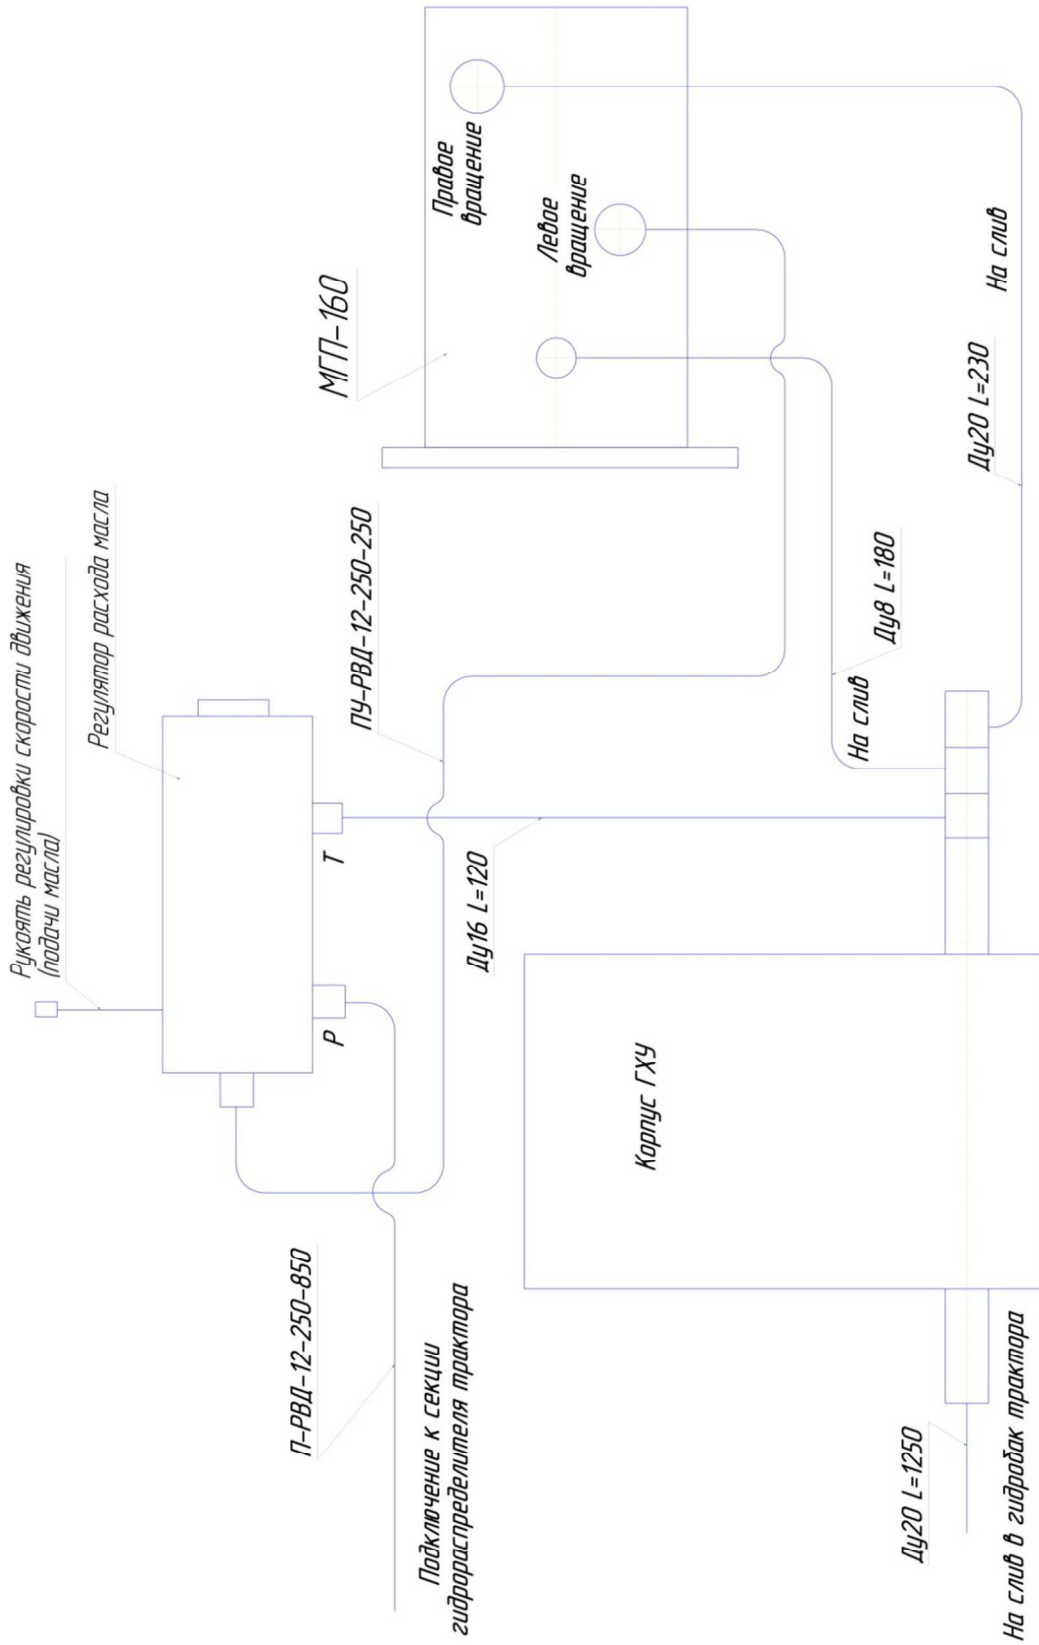 Рукоять регулировки скорости движения
(подачи масла)
Регулятор расхода масла
МГП-160
Правое
вращение
Левое
вращение
Р
Т
ПУ-РВД-12-250-250
П-РВД-12-250-850
Подключение к секции
гидрораспределителя трактора
Ду16 L=120
Ду8 L=180
На слив
Ду20 L=230
На слив
Корпус ГХУ
Ду20 L=1250
На слив в гидробак трактора